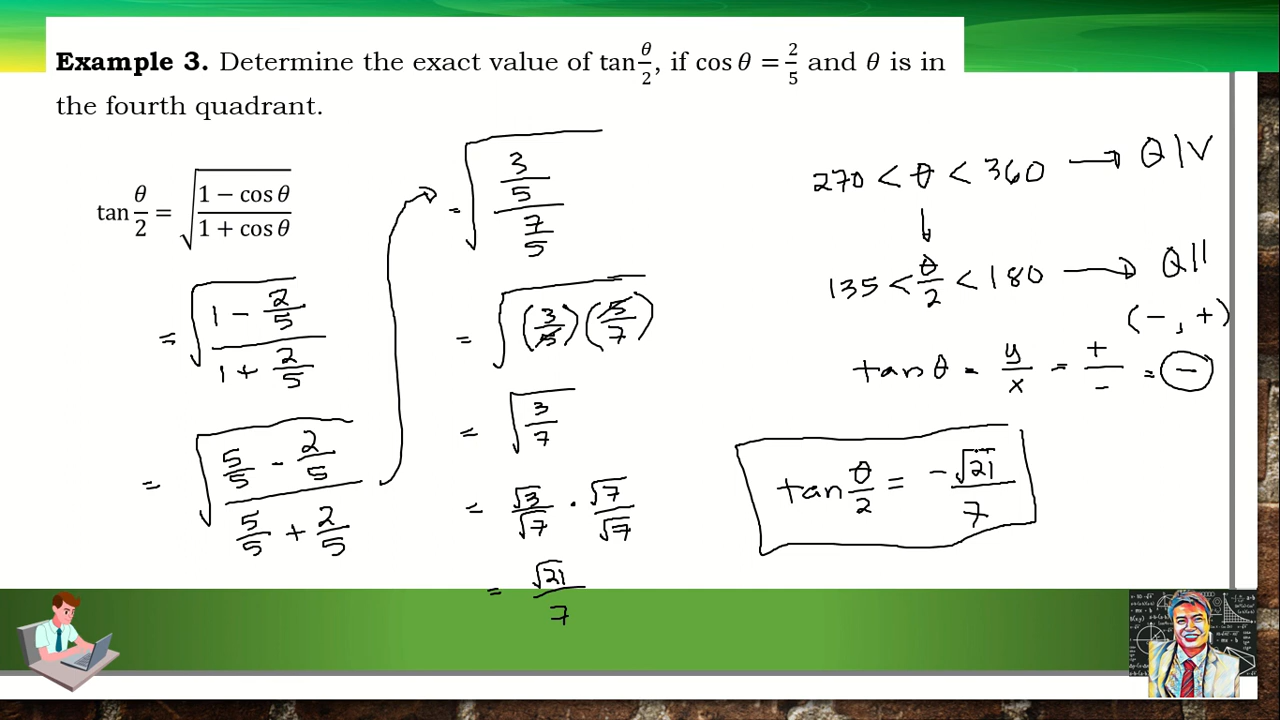 Example 3. Determine the exact value of tan θ/2, if cos θ = 2/5 and θ is in
the fourth quadrant.
tan θ/2 = √((1 − cos θ)/(1 + cos θ))
= √((1 − 2/5)/(1 + 2/5))
= √((5/5 − 2/5)/(5/5 + 2/5))
= √((3/5)/(7/5))
= √((3/5)(5/7))
= √(3/7)
= √3/√7 · √7/√7
= √21/7
270 < θ < 360 → QIV
↓
135 < θ/2 < 180 → QII
(−, +)
tan θ = y/x = +/− = −
tan θ/2 = −√21/7